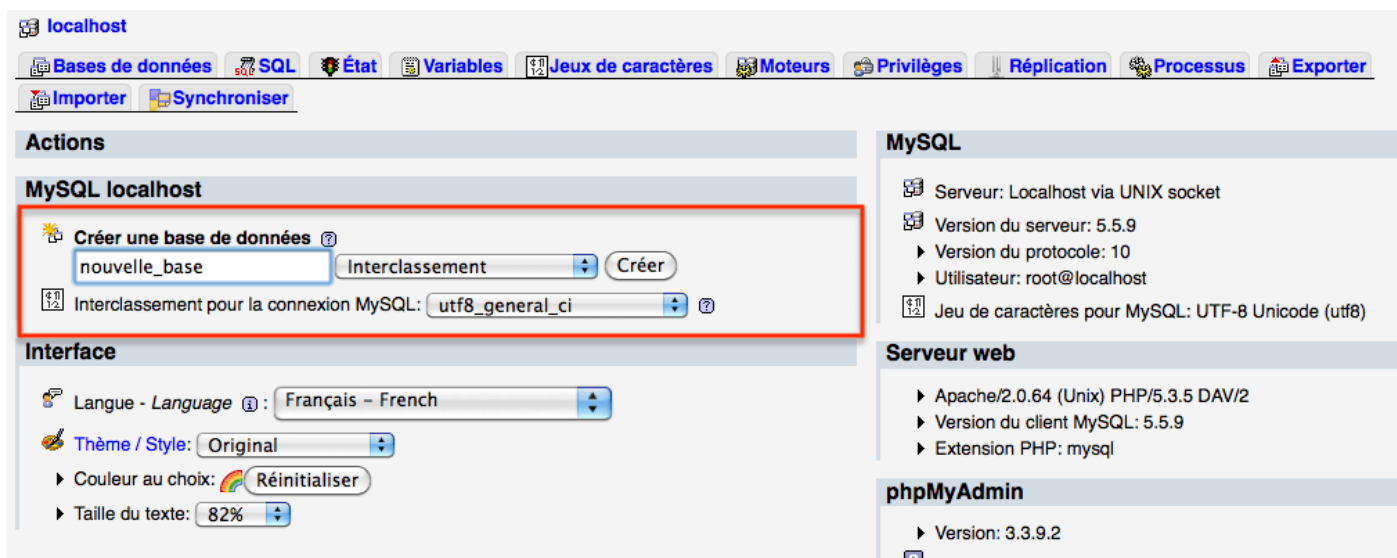 localhost
Bases de données SQL État Variables Jeux de caractères Moteurs Privilèges Réplication Processus Exporter
Importer Synchroniser
Actions
MySQL localhost
Créer une base de données
nouvelle_base Interclassement Créer
Interclassement pour la connexion MySQL: utf8_general_ci
Interface
Langue - Language : Français – French
Thème / Style: Original
Couleur au choix: Réinitialiser
Taille du texte: 82%
MySQL
Serveur: Localhost via UNIX socket
Version du serveur: 5.5.9
Version du protocole: 10
Utilisateur: root@localhost
Jeu de caractères pour MySQL: UTF-8 Unicode (utf8)
Serveur web
Apache/2.0.64 (Unix) PHP/5.3.5 DAV/2
Version du client MySQL: 5.5.9
Extension PHP: mysql
phpMyAdmin
Version: 3.3.9.2